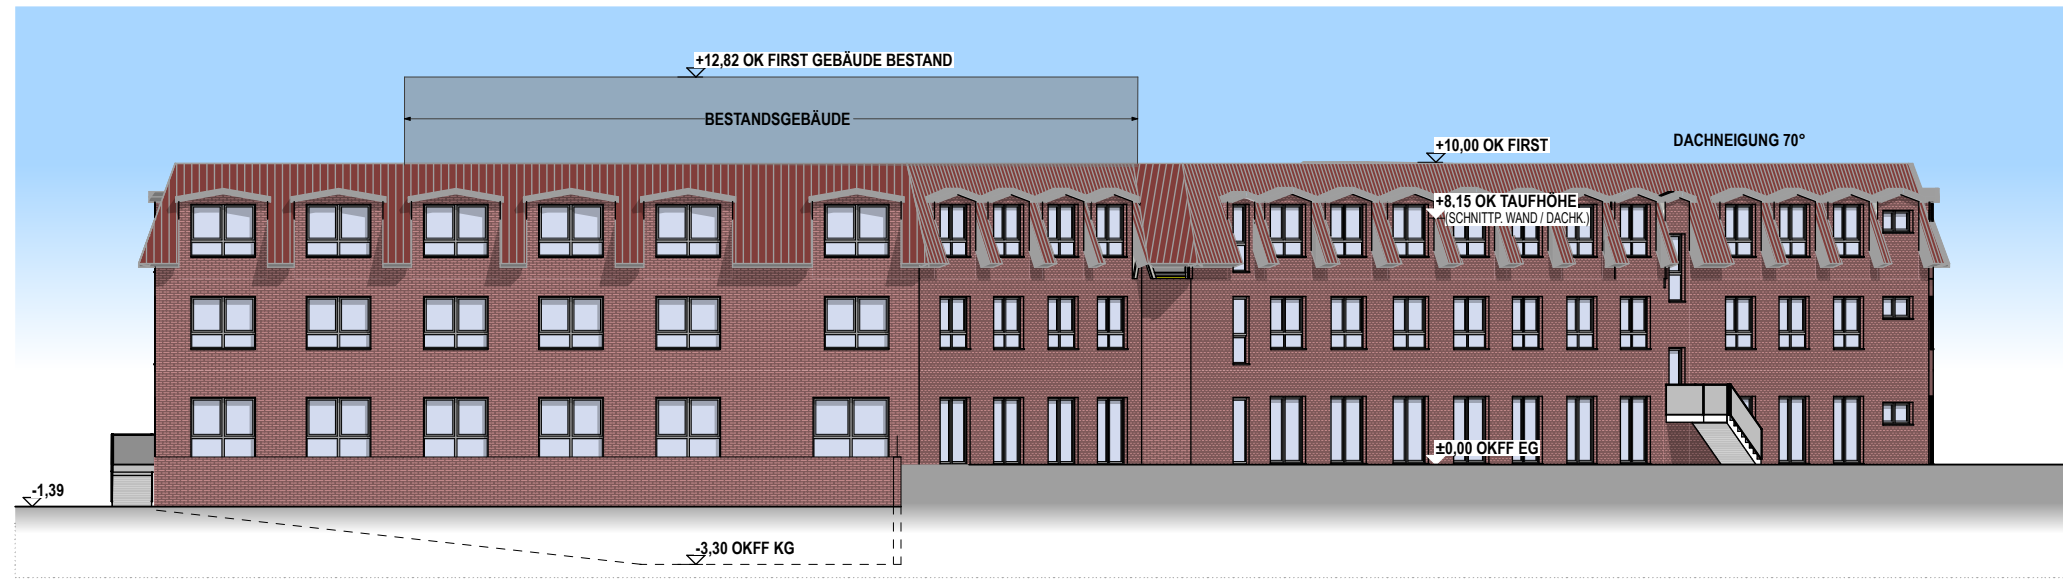 +12,82 OK FIRST GEBÄUDE BESTAND
BESTANDSGEBÄUDE
+10,00 OK FIRST
DACHNEIGUNG 70°
+8,15 OK TAUFHÖHE
(SCHNITTP. WAND / DACHK.)
±0,00 OKFF EG
-1,39
-3,30 OKFF KG